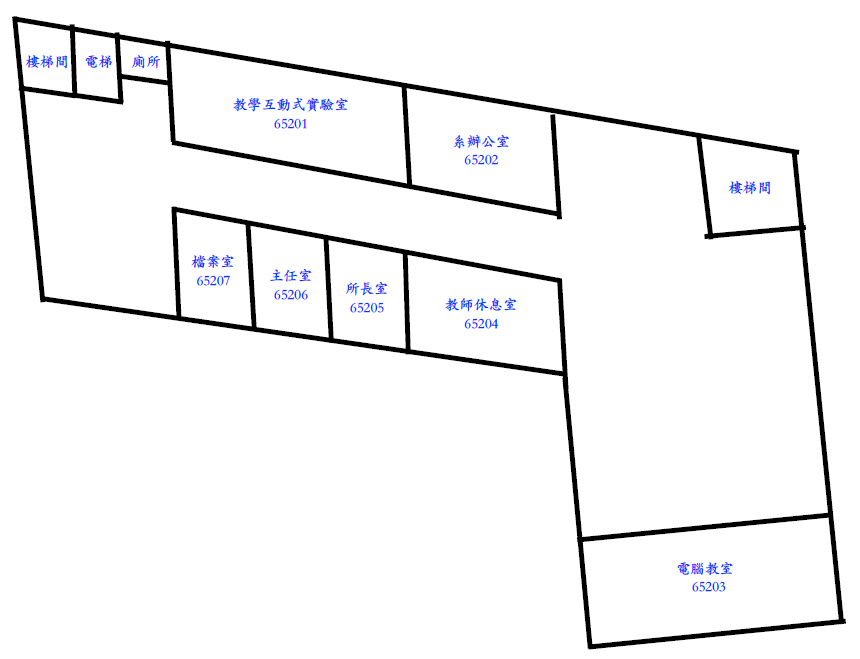 樓梯間
電梯
廁所
教學互動式實驗室
65201
系辦公室
65202
樓梯間
檔案室
65207
主任室
65206
所長室
65205
教師休息室
65204
電腦教室
65203